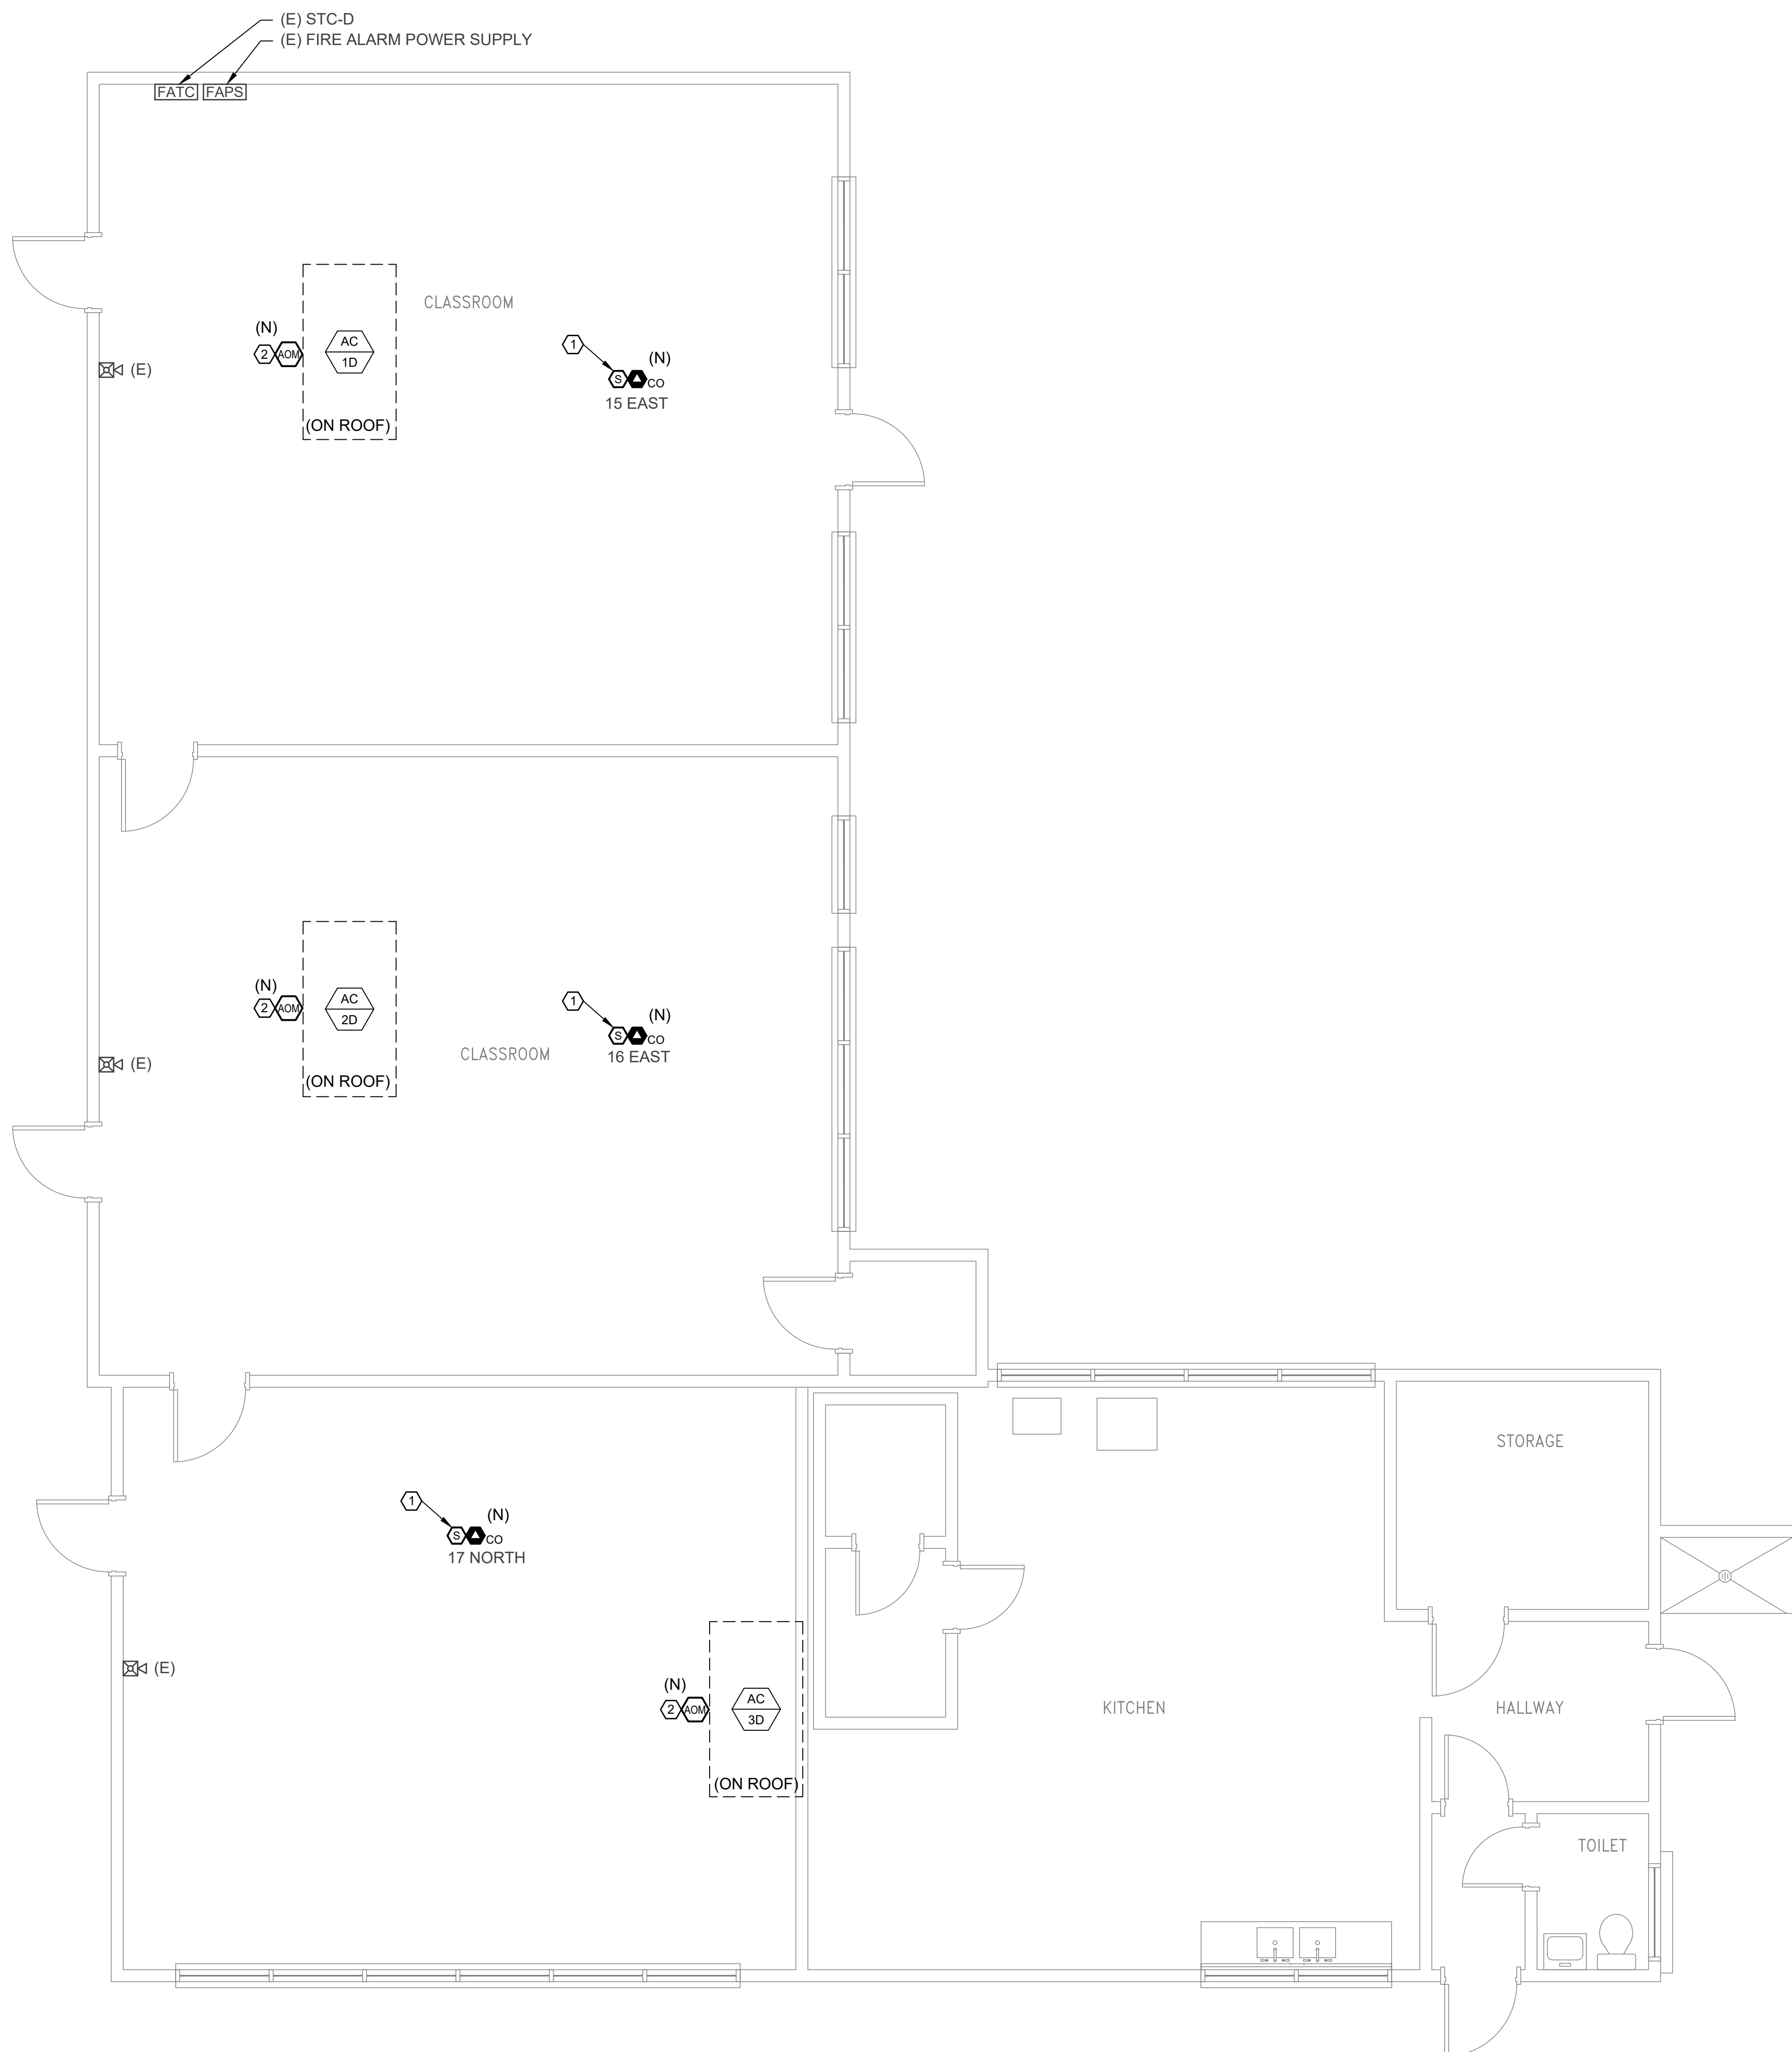 (E) STC-D
(E) FIRE ALARM POWER SUPPLY
FATC FAPS
CLASSROOM
(N)
2 AOM
AC
1D
(ON ROOF)
1
(N)
S CO
15 EAST
(E)
(N)
2 AOM
AC
2D
(ON ROOF)
1
(N)
S CO
16 EAST
CLASSROOM
(E)
STORAGE
1
(N)
S CO
17 NORTH
(E)
(N)
2 AOM
AC
3D
(ON ROOF)
KITCHEN
HALLWAY
TOILET